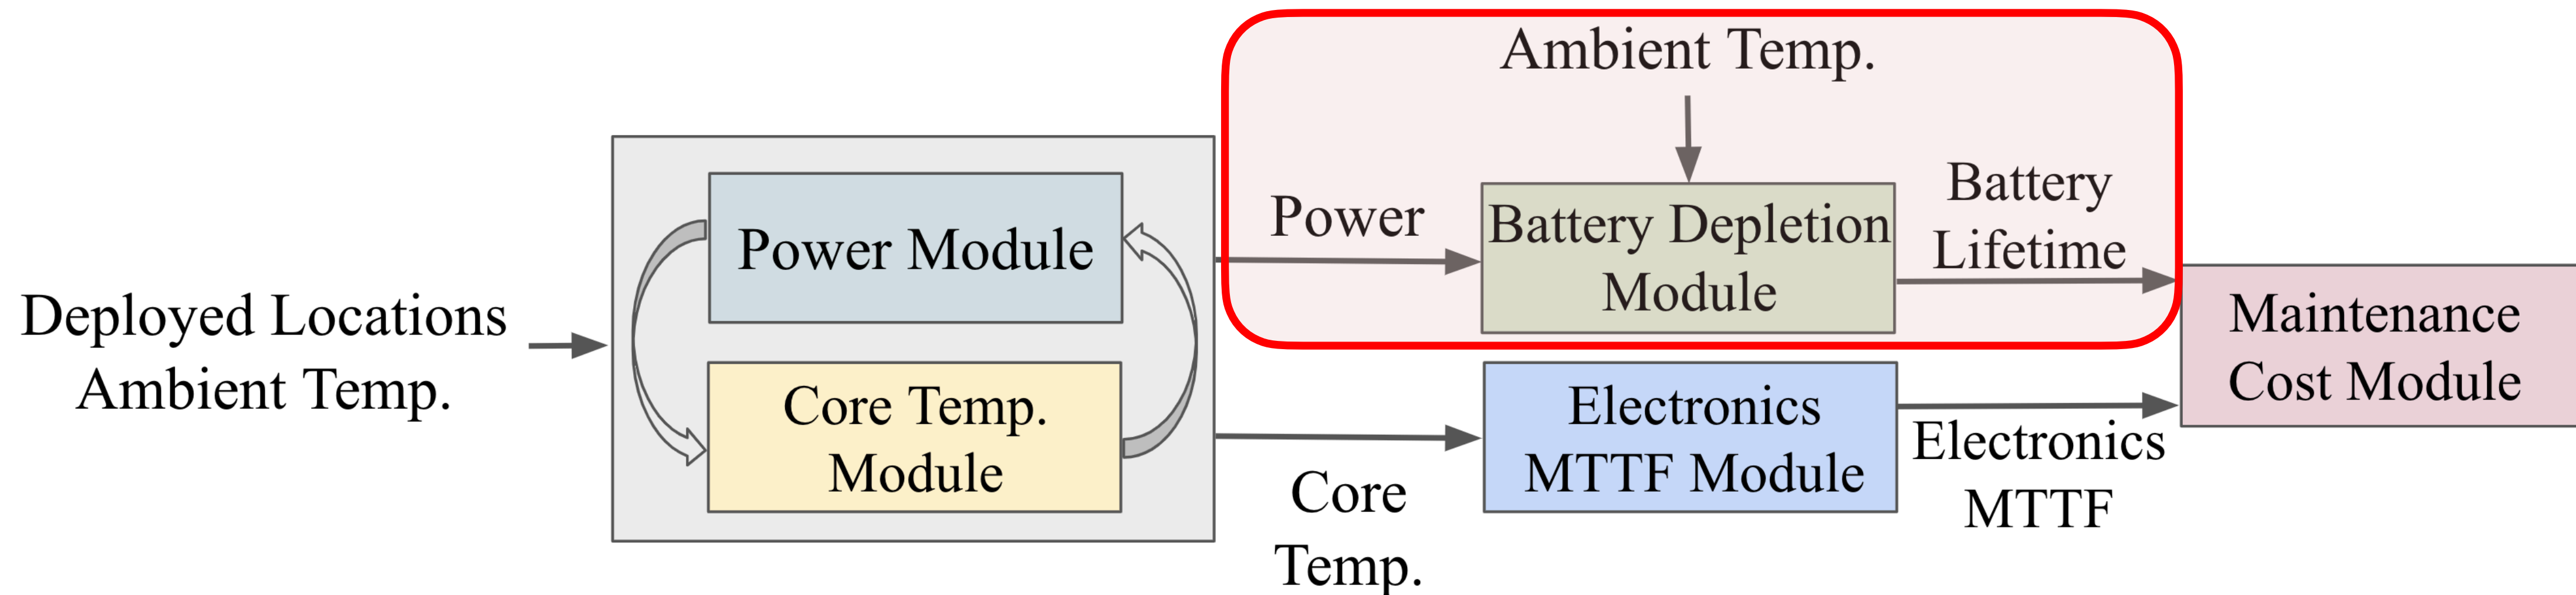 Deployed Locations
Ambient Temp.
Power Module
Core Temp.
Module
Ambient Temp.
Power
Battery Depletion
Module
Battery
Lifetime
Core
Temp.
Electronics
MTTF Module
Electronics
MTTF
Maintenance
Cost Module